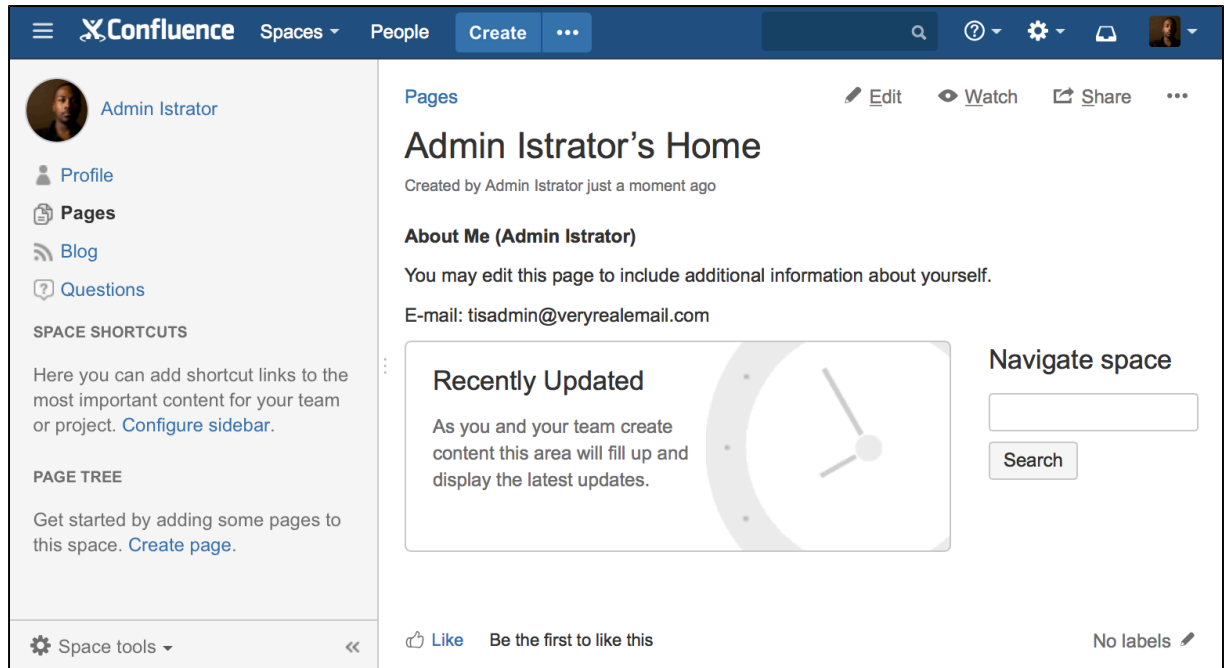 Confluence Spaces People Create
Admin Istrator
Profile
Pages
Blog
Questions
SPACE SHORTCUTS
Here you can add shortcut links to the
most important content for your team
or project. Configure sidebar.
PAGE TREE
Get started by adding some pages to
this space. Create page.
Space tools
Pages
Edit Watch Share
Admin Istrator’s Home
Created by Admin Istrator just a moment ago
About Me (Admin Istrator)
You may edit this page to include additional information about yourself.
E-mail: tisadmin@veryrealemail.com
Recently Updated
As you and your team create
content this area will fill up and
display the latest updates.
Navigate space
Search
Like Be the first to like this
No labels